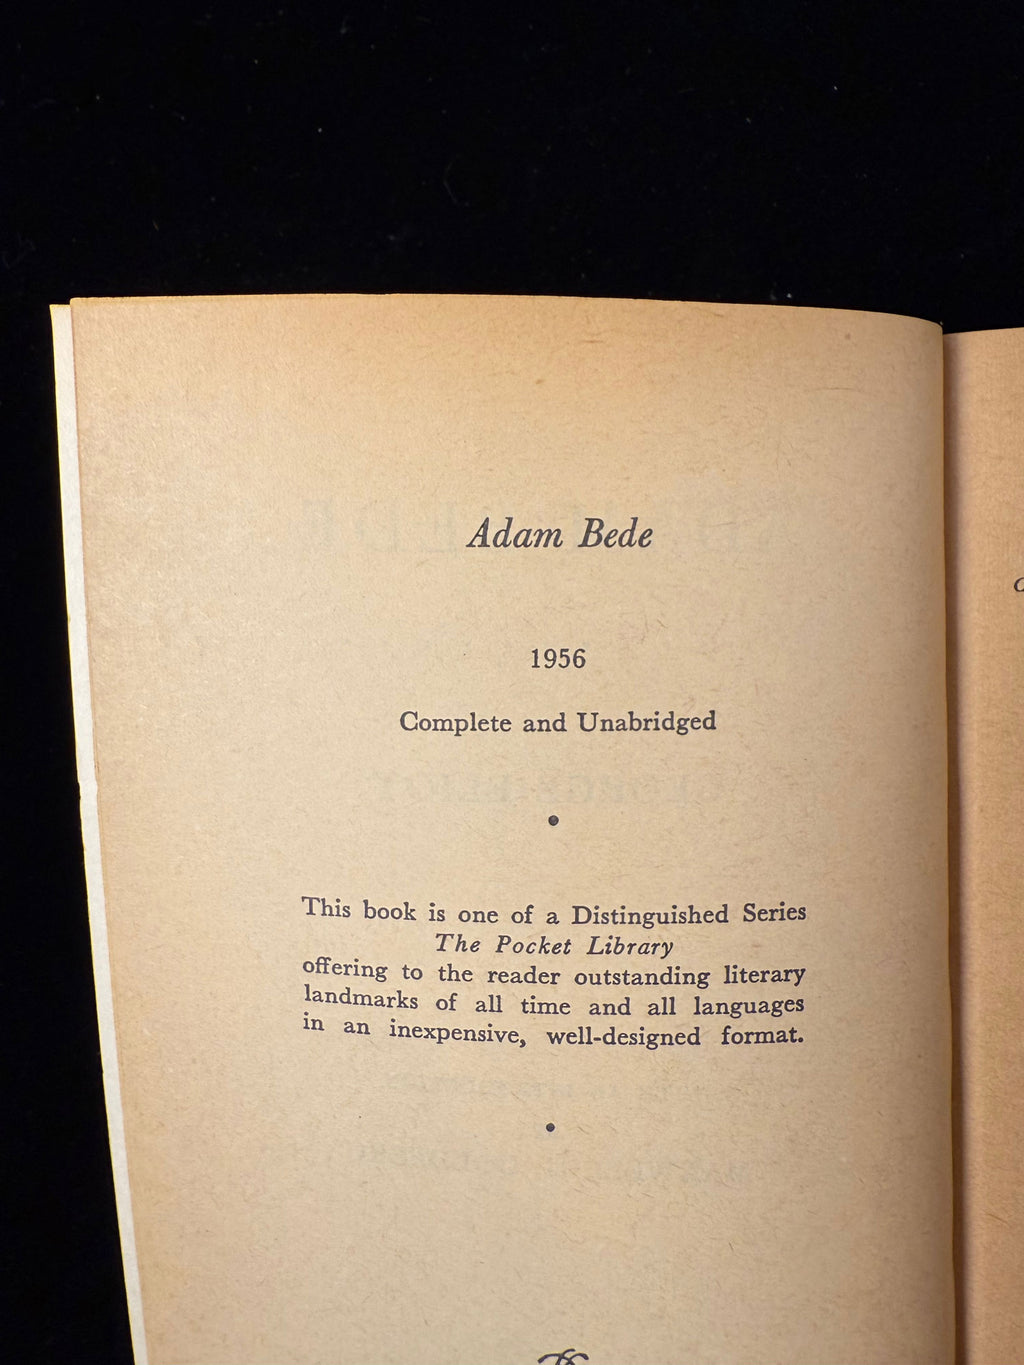 Adam Bede
1956
Complete and Unabridged
This book is one of a Distinguished Series
The Pocket Library
offering to the reader outstanding literary
landmarks of all time and all languages
in an inexpensive, well-designed format.